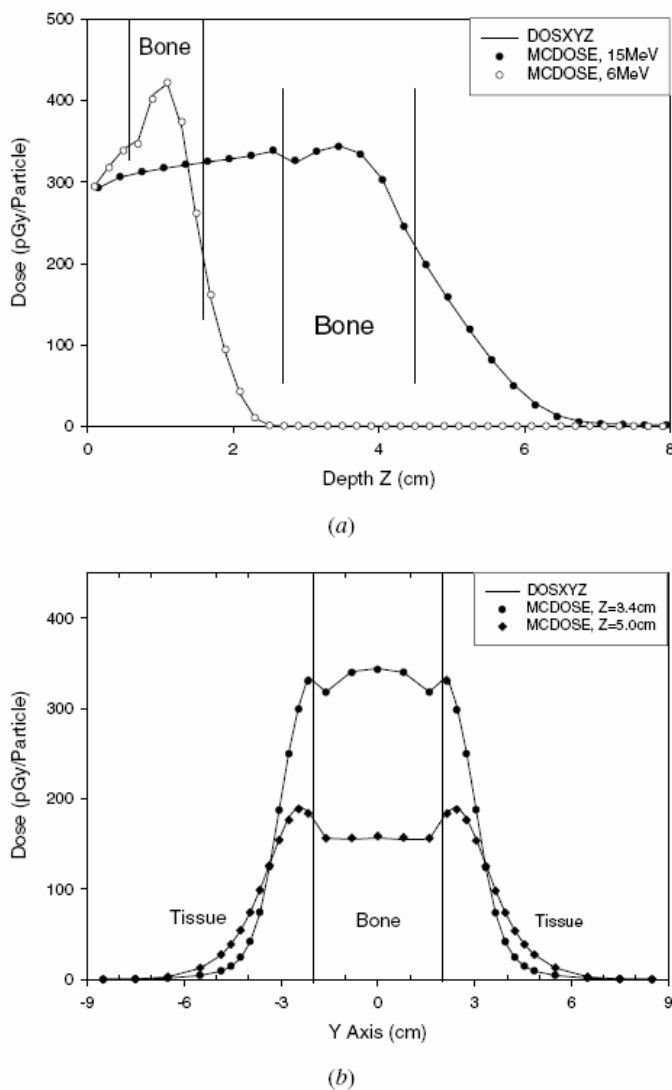 500
400
300
200
100
0
Dose (pGy/Particle)
Bone
Bone
DOSXYZ
MCDOSE, 15MeV
MCDOSE, 6MeV
0 2 4 6 8
Depth Z (cm)
(a)
400
300
200
100
0
Dose (pGy/Particle)
DOSXYZ
MCDOSE, Z=3.4cm
MCDOSE, Z=5.0cm
Tissue
Bone
Tissue
-9 -6 -3 0 3 6 9
Y Axis (cm)
(b)